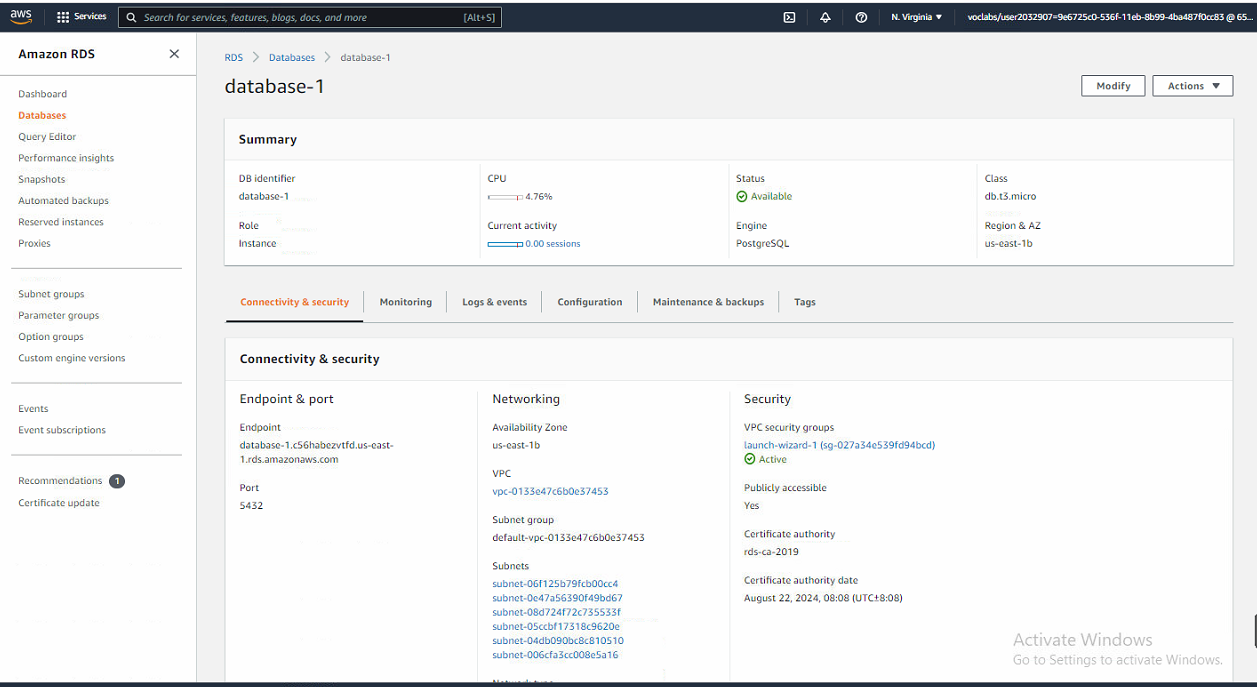 aws
Services
Search for services, features, blogs, docs, and more
[Alt+S]
N. Virginia ▼
voclabs/user2032907=9e6725c0-536f-11eb-8b99-4ba487f0cc83 @ 65...
Amazon RDS
Dashboard
Databases
Query Editor
Performance insights
Snapshots
Automated backups
Reserved instances
Proxies
Subnet groups
Parameter groups
Option groups
Custom engine versions
Events
Event subscriptions
Recommendations 1
Certificate update
RDS > Databases > database-1
database-1
Modify
Actions ▼
Summary
DB identifier
database-1
CPU
4.76%
Status
Available
Class
db.t3.micro
Role
Instance
Current activity
0.00 sessions
Engine
PostgreSQL
Region & AZ
us-east-1b
Connectivity & security
Monitoring
Logs & events
Configuration
Maintenance & backups
Tags
Connectivity & security
Endpoint & port
Endpoint
database-1.c56habezvtfd.us-east-
1.rds.amazonaws.com
Port
5432
Networking
Availability Zone
us-east-1b
VPC
vpc-0133e47c6b0e37453
Subnet group
default-vpc-0133e47c6b0e37453
Subnets
subnet-06f125b79fcb00cc4
subnet-0e47a56390f49bd67
subnet-08d724f72c735533f
subnet-05ccbf17318c9620e
subnet-04db090bc8c810510
subnet-006cfa3cc008e5a16
Network type
Security
VPC security groups
launch-wizard-1 (sg-027a34e539fd94bcd)
Active
Publicly accessible
Yes
Certificate authority
rds-ca-2019
Certificate authority date
August 22, 2024, 08:08 (UTC±8:08)
Activate Windows
Go to Settings to activate Windows.